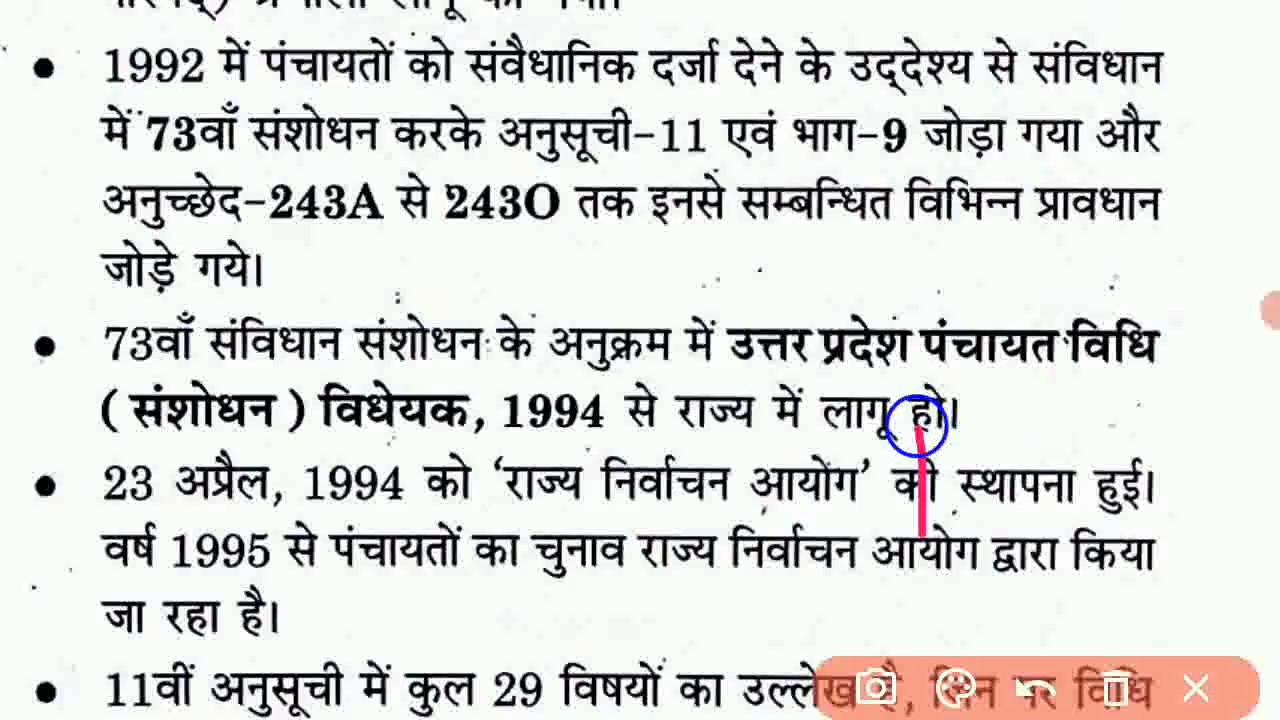 • 1992 में पंचायतों को संवैधानिक दर्जा देने के उद्देश्य से संविधान
में 73वाँ संशोधन करके अनुसूची-11 एवं भाग-9 जोड़ा गया और
अनुच्छेद-243A से 243O तक इनसे सम्बन्धित विभिन्न प्रावधान
जोड़े गये।
• 73वाँ संविधान संशोधन के अनुक्रम में उत्तर प्रदेश पंचायत विधि
(संशोधन) विधेयक, 1994 से राज्य में लागू हो।
• 23 अप्रैल, 1994 को ‘राज्य निर्वाचन आयोग’ की स्थापना हुई।
वर्ष 1995 से पंचायतों का चुनाव राज्य निर्वाचन आयोग द्वारा किया
जा रहा है।
• 11वीं अनुसूची में कुल 29 विषयों का उल्लेख है, जिन पर विधि